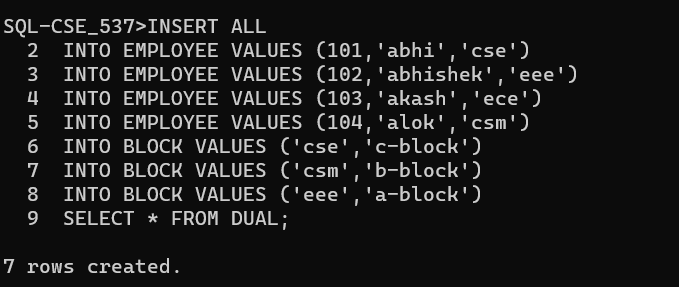 SQL-CSE_537>INSERT ALL
2 INTO EMPLOYEE VALUES (101,'abhi','cse')
3 INTO EMPLOYEE VALUES (102,'abhishek','eee')
4 INTO EMPLOYEE VALUES (103,'akash','ece')
5 INTO EMPLOYEE VALUES (104,'alok','csm')
6 INTO BLOCK VALUES ('cse','c-block')
7 INTO BLOCK VALUES ('csm','b-block')
8 INTO BLOCK VALUES ('eee','a-block')
9 SELECT * FROM DUAL;
7 rows created.